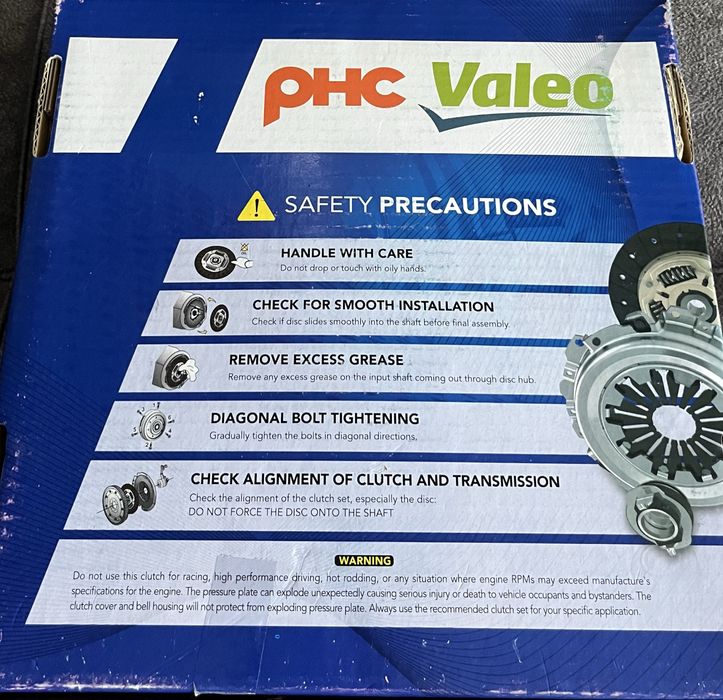 PHC Valeo
SAFETY PRECAUTIONS
HANDLE WITH CARE
Do not drop or touch with oily hands.
CHECK FOR SMOOTH INSTALLATION
Check if disc slides smoothly into the shaft before final assembly.
REMOVE EXCESS GREASE
Remove any excess grease on the input shaft coming out through disc hub.
DIAGONAL BOLT TIGHTENING
Gradually tighten the bolts in diagonal directions.
CHECK ALIGNMENT OF CLUTCH AND TRANSMISSION
Check the alignment of the clutch set, especially the disc:
DO NOT FORCE THE DISC ONTO THE SHAFT
WARNING
Do not use this clutch for racing, high performance driving, hot rodding, or any situation where engine RPMs may exceed manufacture's
specifications for the engine. The pressure plate can explode unexpectedly causing serious injury or death to vehicle occupants and bystanders. The
clutch cover and bell housing will not protect from exploding pressure plate. Always use the recommended clutch set for your specific application.